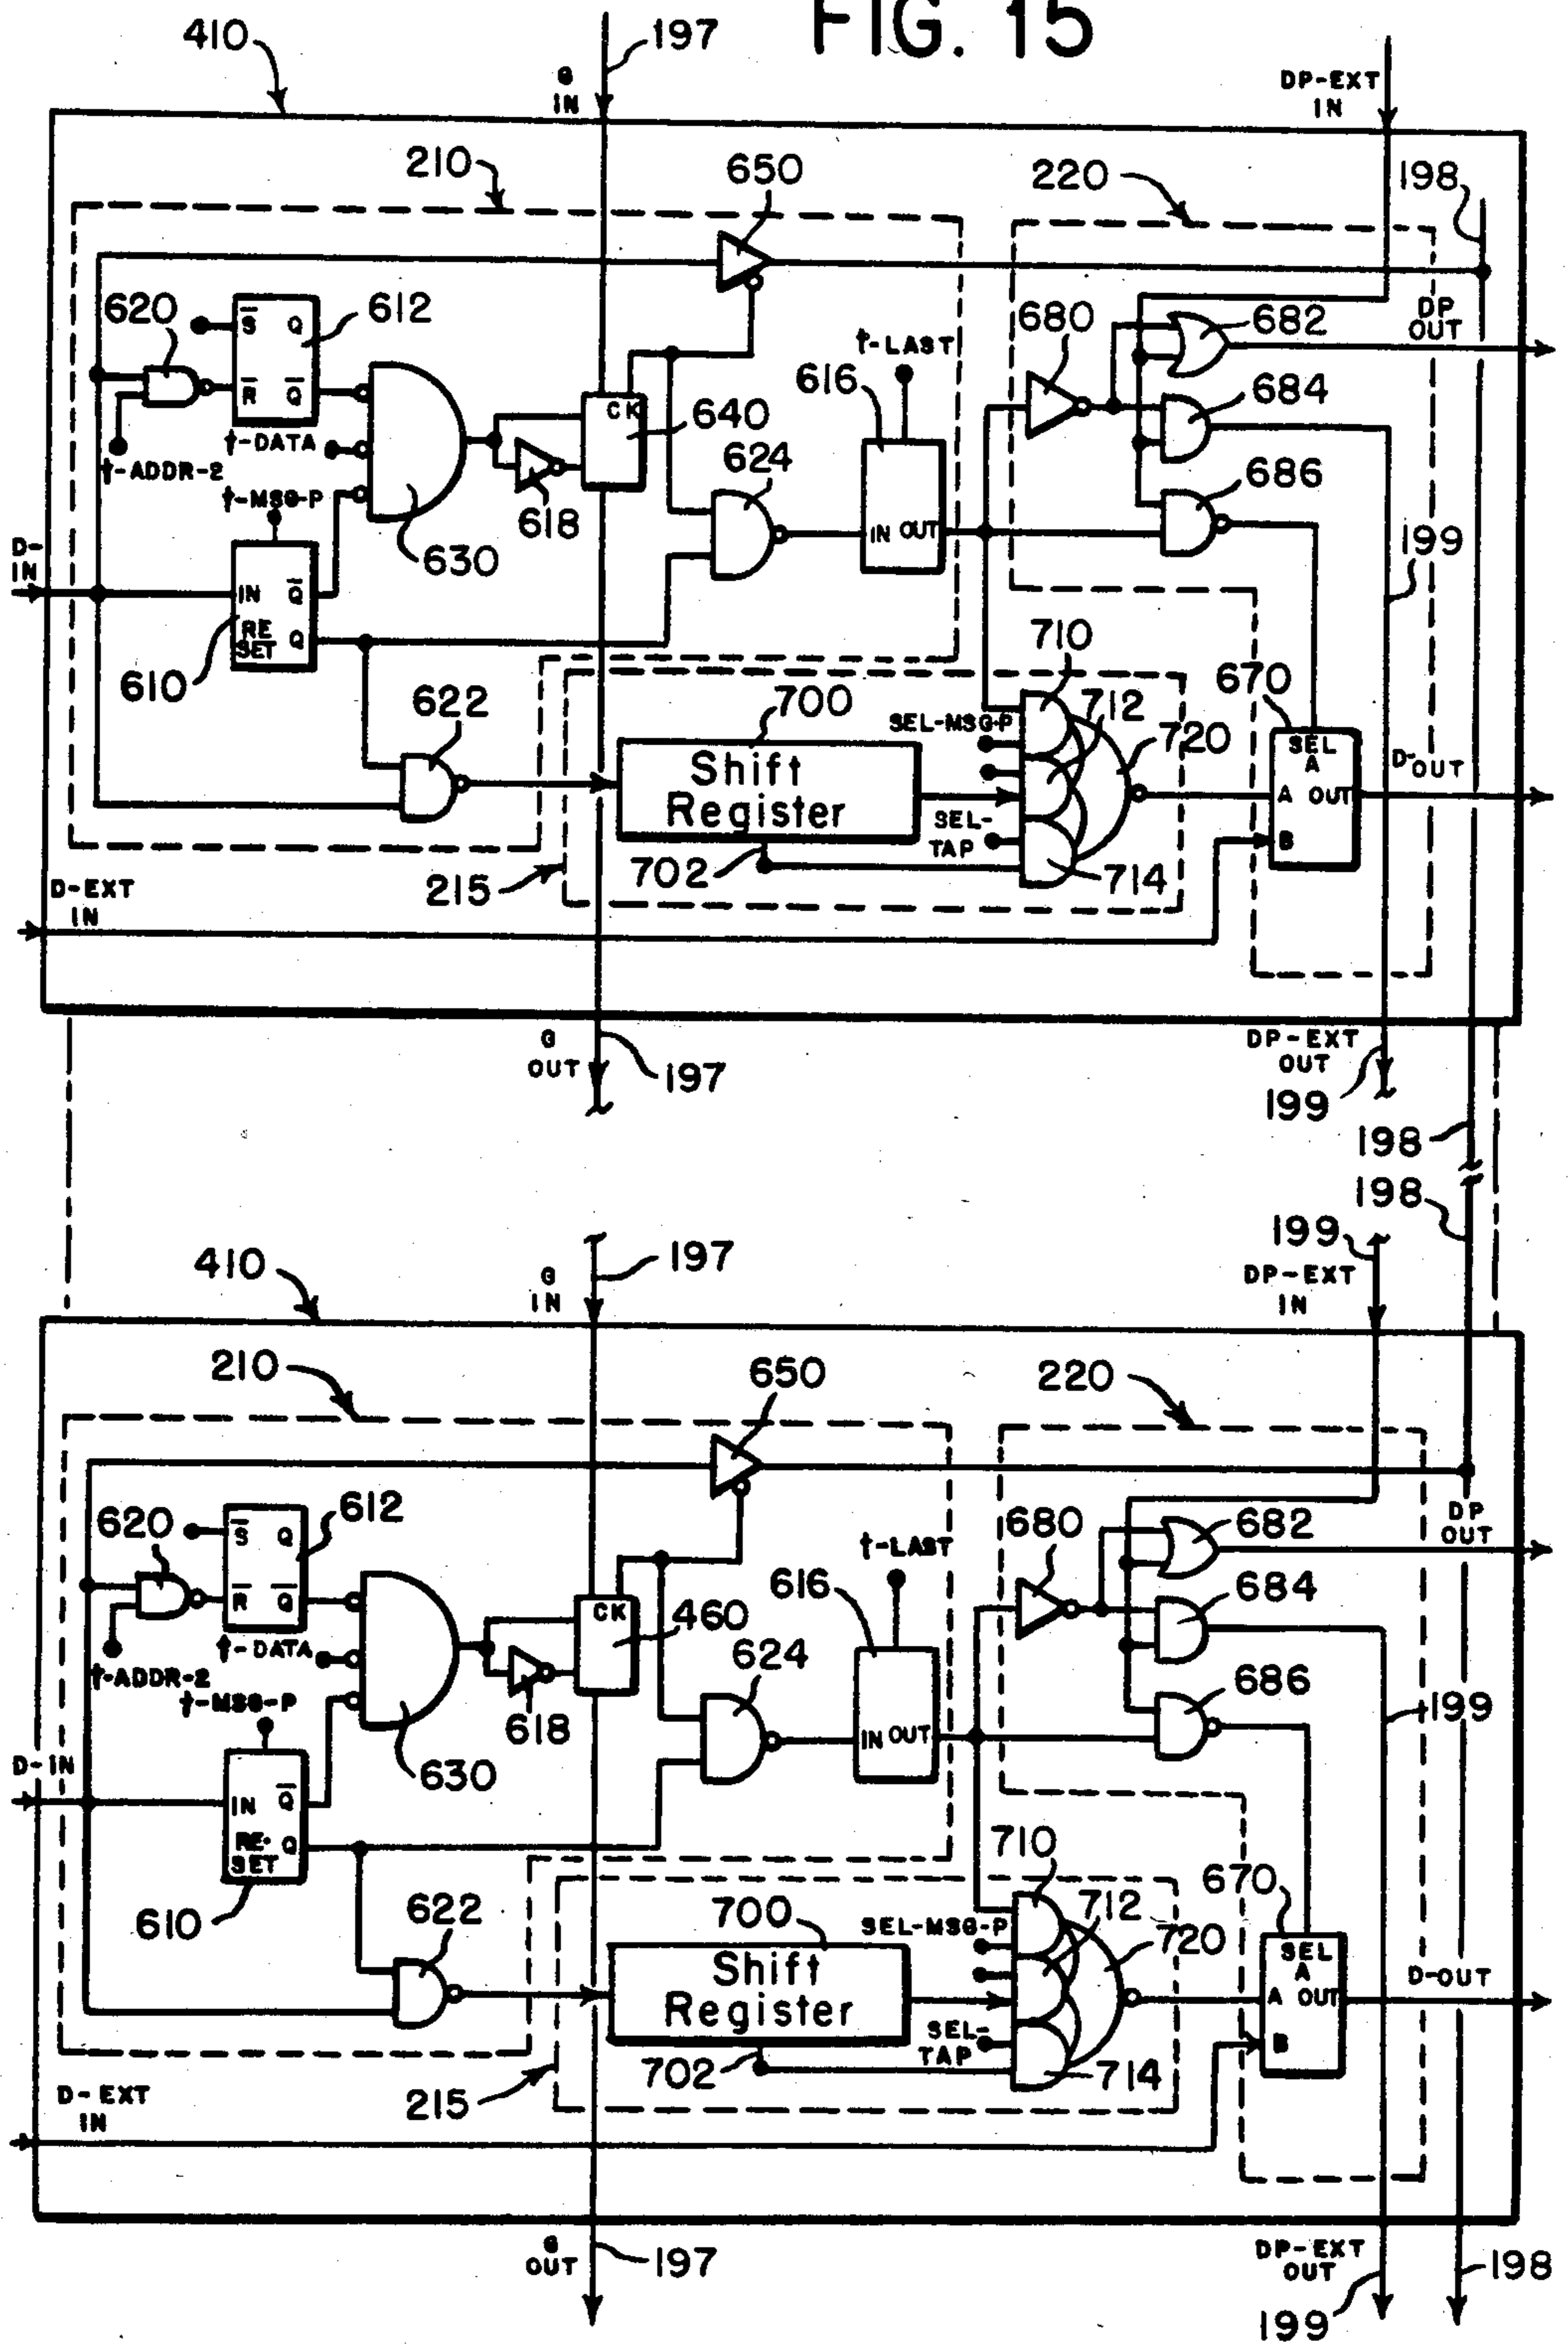 FIG. 15
410
197
G
IN
DP-EXT
IN
210
650
220
198
620
S Q
612
R Q
t-DATA
t-ADDR-2
t-MSG-P
630
CK
640
618
624
t-LAST
616
IN OUT
680
682
DP
OUT
684
686
199
D-
IN
IN Q
RE
SET Q
610
622
700
Shift
Register
702
215
SEL-MSG-P
710
712
720
SEL-
TAP
714
670
SEL
A
A OUT
B
D-OUT
D-EXT
IN
G
OUT
197
DP-EXT
OUT
199
198
198
199
410
G
IN
197
DP-EXT
IN
210
650
220
620
S Q
612
R Q
t-DATA
t-ADDR-2
t-MSG-P
630
CK
460
618
624
t-LAST
616
IN OUT
680
682
DP
OUT
684
686
199
D-IN
IN Q
RE-
SET Q
610
622
700
Shift
Register
702
215
SEL-MSG-P
710
712
720
SEL-
TAP
714
670
SEL
A
A OUT
B
D-OUT
D-EXT
IN
G
OUT
197
DP-EXT
OUT
199
198